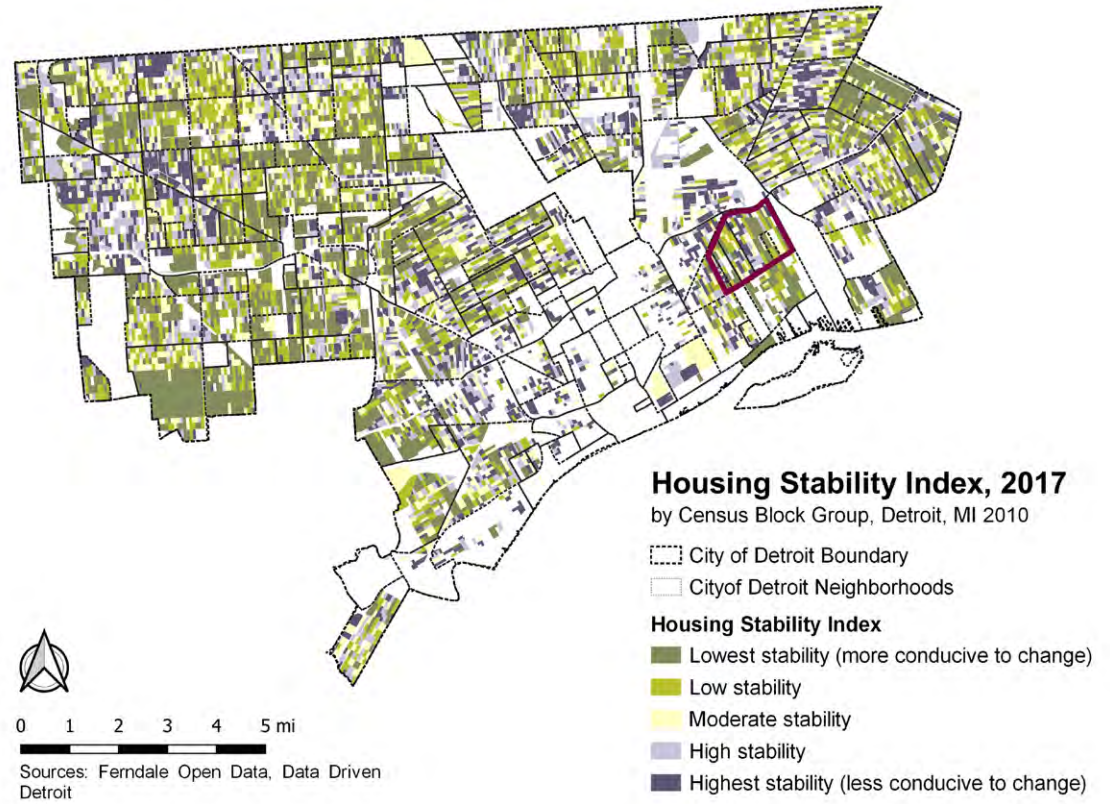 Housing Stability Index, 2017
by Census Block Group, Detroit, MI 2010
City of Detroit Boundary
Cityof Detroit Neighborhoods
Housing Stability Index
Lowest stability (more conducive to change)
Low stability
Moderate stability
High stability
Highest stability (less conducive to change)
0 1 2 3 4 5 mi
Sources: Ferndale Open Data, Data Driven
Detroit